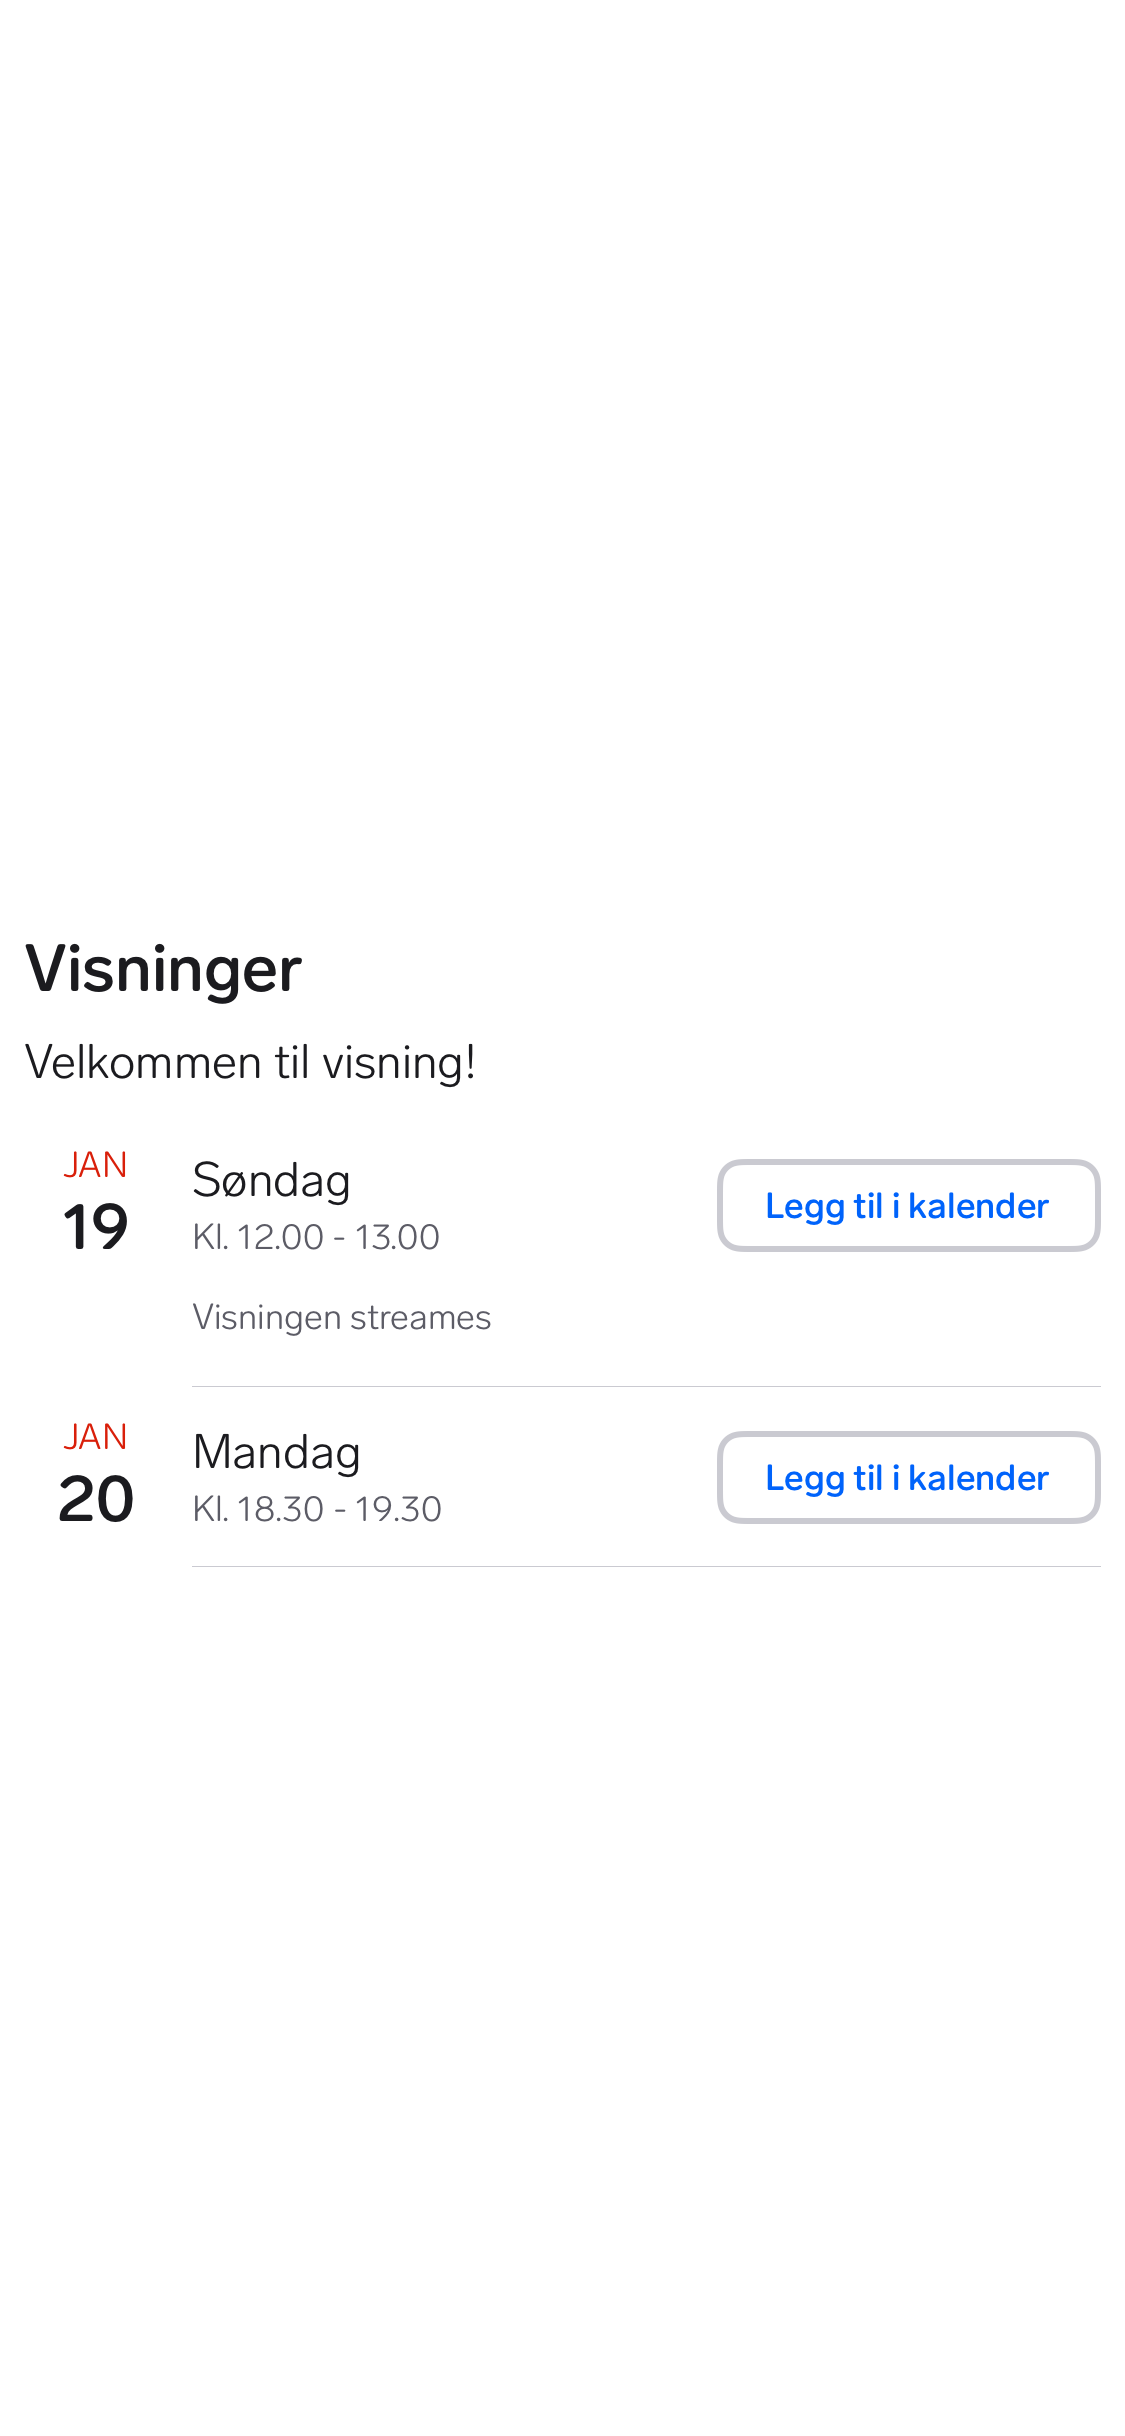 Visninger
Velkommen til visning!
JAN
19
Søndag
Kl. 12.00 - 13.00
Legg til i kalender
Visningen streames
JAN
20
Mandag
Kl. 18.30 - 19.30
Legg til i kalender